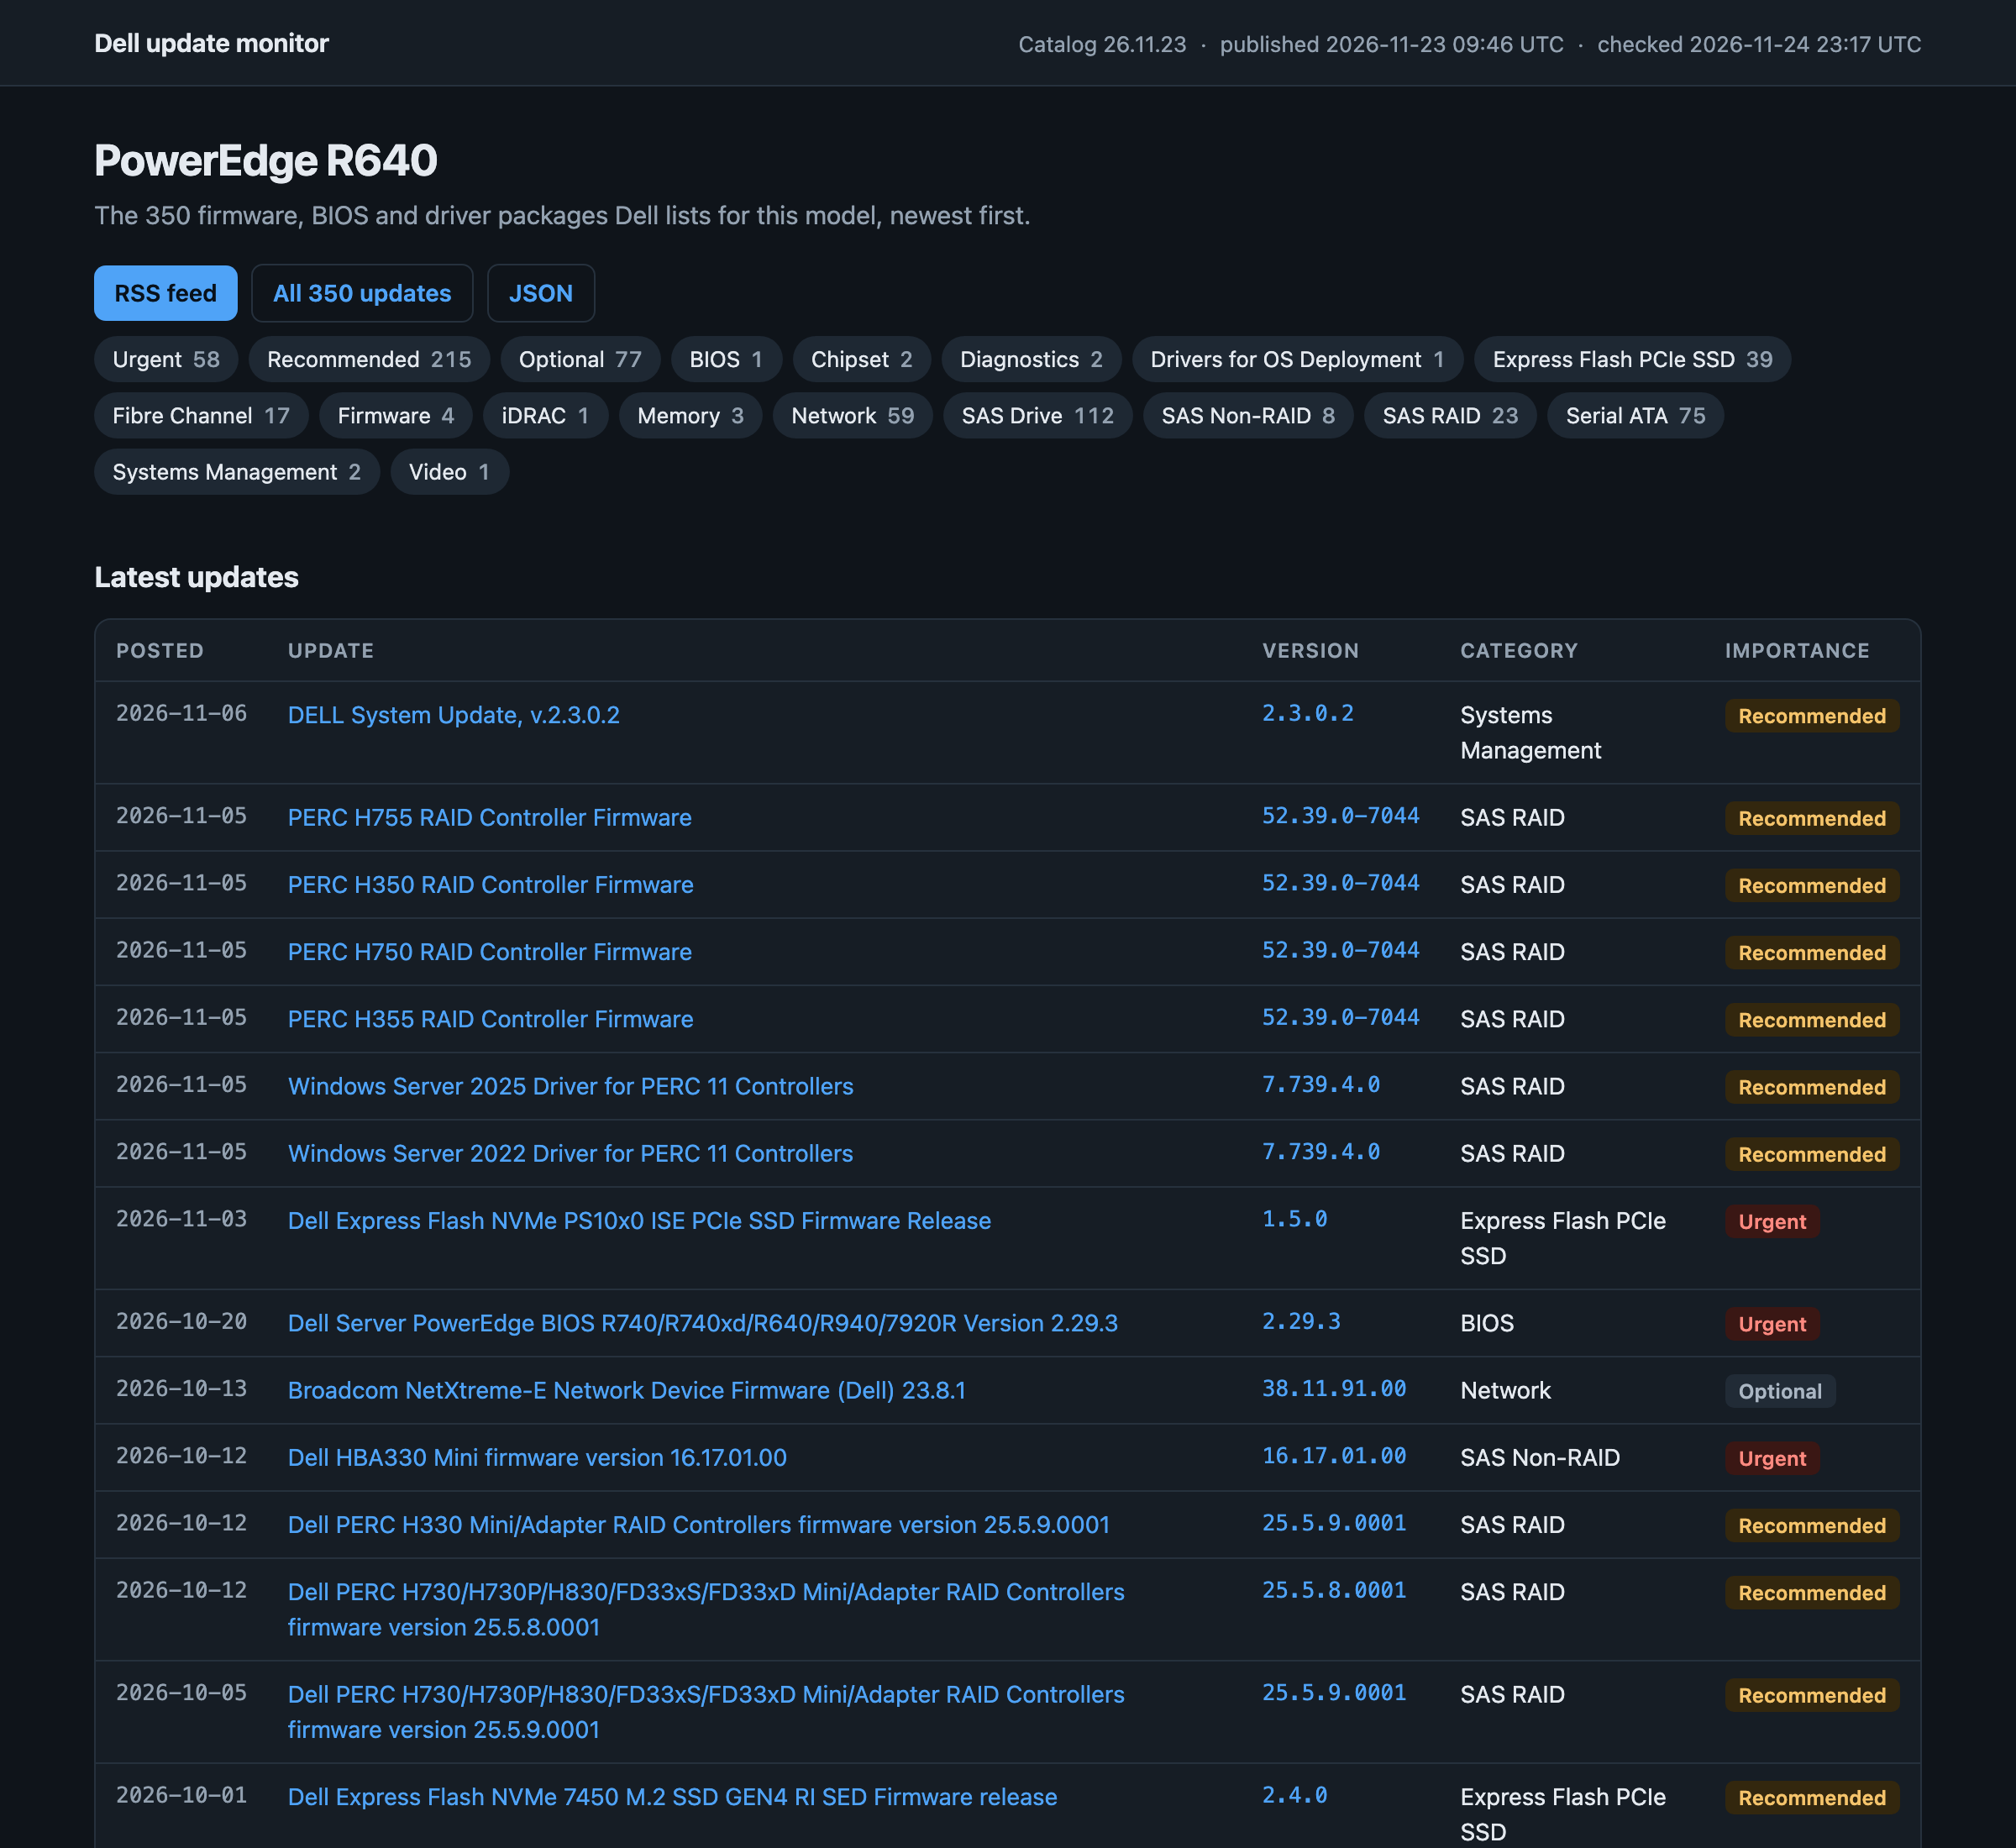 Dell update monitor
Catalog 26.11.23 · published 2026-11-23 09:46 UTC · checked 2026-11-24 23:17 UTC
PowerEdge R640
The 350 firmware, BIOS and driver packages Dell lists for this model, newest first.
RSS feed All 350 updates JSON
Urgent 58 Recommended 215 Optional 77 BIOS 1 Chipset 2 Diagnostics 2 Drivers for OS Deployment 1 Express Flash PCIe SSD 39
Fibre Channel 17 Firmware 4 iDRAC 1 Memory 3 Network 59 SAS Drive 112 SAS Non-RAID 8 SAS RAID 23 Serial ATA 75
Systems Management 2 Video 1
Latest updates
POSTED UPDATE VERSION CATEGORY IMPORTANCE
2026-11-06 DELL System Update, v.2.3.0.2 2.3.0.2 Systems Recommended
Management
2026-11-05 PERC H755 RAID Controller Firmware 52.39.0-7044 SAS RAID Recommended
2026-11-05 PERC H350 RAID Controller Firmware 52.39.0-7044 SAS RAID Recommended
2026-11-05 PERC H750 RAID Controller Firmware 52.39.0-7044 SAS RAID Recommended
2026-11-05 PERC H355 RAID Controller Firmware 52.39.0-7044 SAS RAID Recommended
2026-11-05 Windows Server 2025 Driver for PERC 11 Controllers 7.739.4.0 SAS RAID Recommended
2026-11-05 Windows Server 2022 Driver for PERC 11 Controllers 7.739.4.0 SAS RAID Recommended
2026-11-03 Dell Express Flash NVMe PS10x0 ISE PCIe SSD Firmware Release 1.5.0 Express Flash PCIe Urgent
SSD
2026-10-20 Dell Server PowerEdge BIOS R740/R740xd/R640/R940/7920R Version 2.29.3 2.29.3 BIOS Urgent
2026-10-13 Broadcom NetXtreme-E Network Device Firmware (Dell) 23.8.1 38.11.91.00 Network Optional
2026-10-12 Dell HBA330 Mini firmware version 16.17.01.00 16.17.01.00 SAS Non-RAID Urgent
2026-10-12 Dell PERC H330 Mini/Adapter RAID Controllers firmware version 25.5.9.0001 25.5.9.0001 SAS RAID Recommended
2026-10-12 Dell PERC H730/H730P/H830/FD33xS/FD33xD Mini/Adapter RAID Controllers 25.5.8.0001 SAS RAID Recommended
firmware version 25.5.8.0001
2026-10-05 Dell PERC H730/H730P/H830/FD33xS/FD33xD Mini/Adapter RAID Controllers 25.5.9.0001 SAS RAID Recommended
firmware version 25.5.9.0001
2026-10-01 Dell Express Flash NVMe 7450 M.2 SSD GEN4 RI SED Firmware release 2.4.0 Express Flash PCIe Recommended
SSD